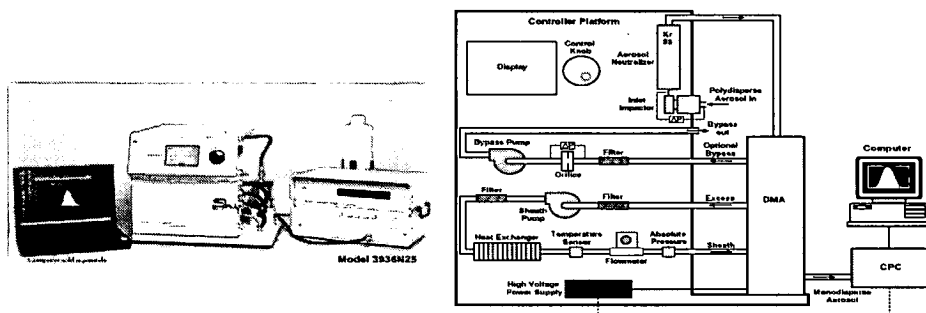 Model 3936N25
Controller Platform
Display
Control
Knob
Aerosol
Neutralizer
Kr
85
Inlet
Impactor
ΔP
Polydisperse
Aerosol In
Bypass
out
Bypass Pump
ΔP
Orifice
Filter
Optional
Bypass
Filter
Sheath
Pump
Filter
Excess
DMA
Computer
Heat Exchanger
Temperature
Sensor
Flowmeter
Absolute
Pressure
Sheath
High Voltage
Power Supply
CPC
Monodisperse
Aerosol